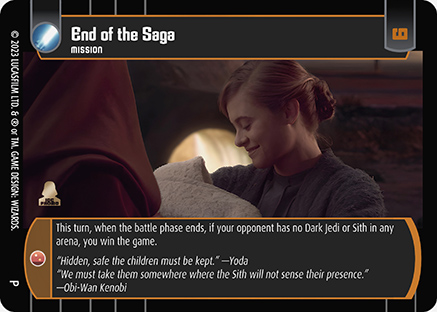 End of the Saga
MISSION
6
This turn, when the battle phase ends, if your opponent has no Dark Jedi or Sith in any
arena, you win the game.
“Hidden, safe the children must be kept.” —Yoda
“We must take them somewhere where the Sith will not sense their presence.”
—Obi-Wan Kenobi
© 2023 LUCASFILM LTD. & ® or TM. GAME DESIGN: WIZARDS.
P